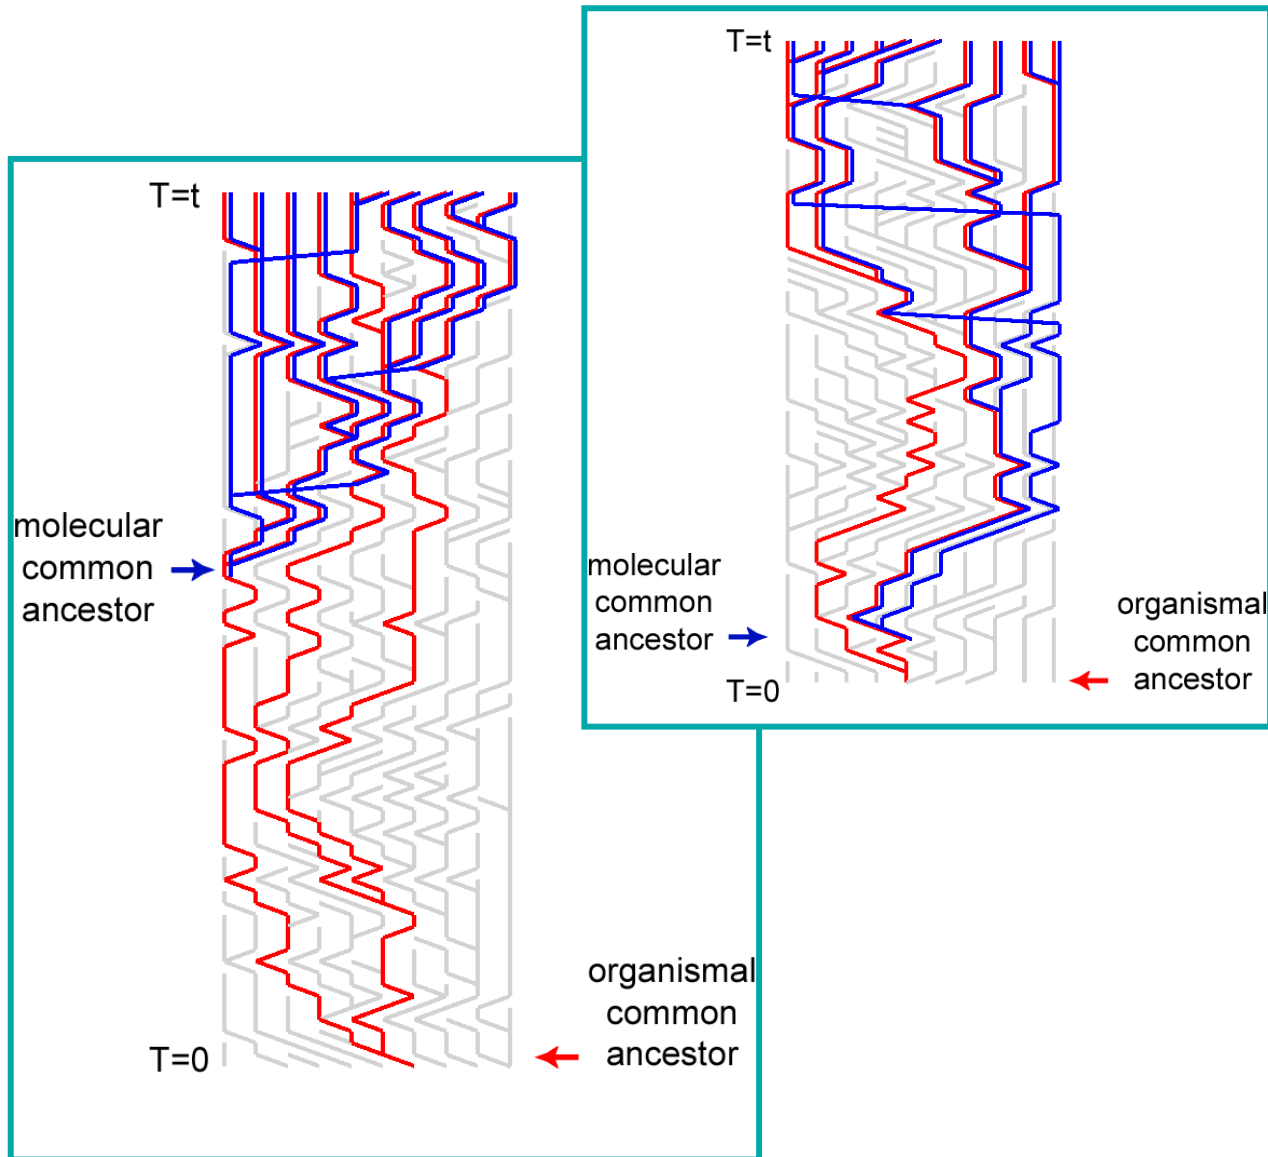 T=t
molecular
common
ancestor
organismal
common
ancestor
T=0
T=t
molecular
common
ancestor
organismal
common
ancestor
T=0